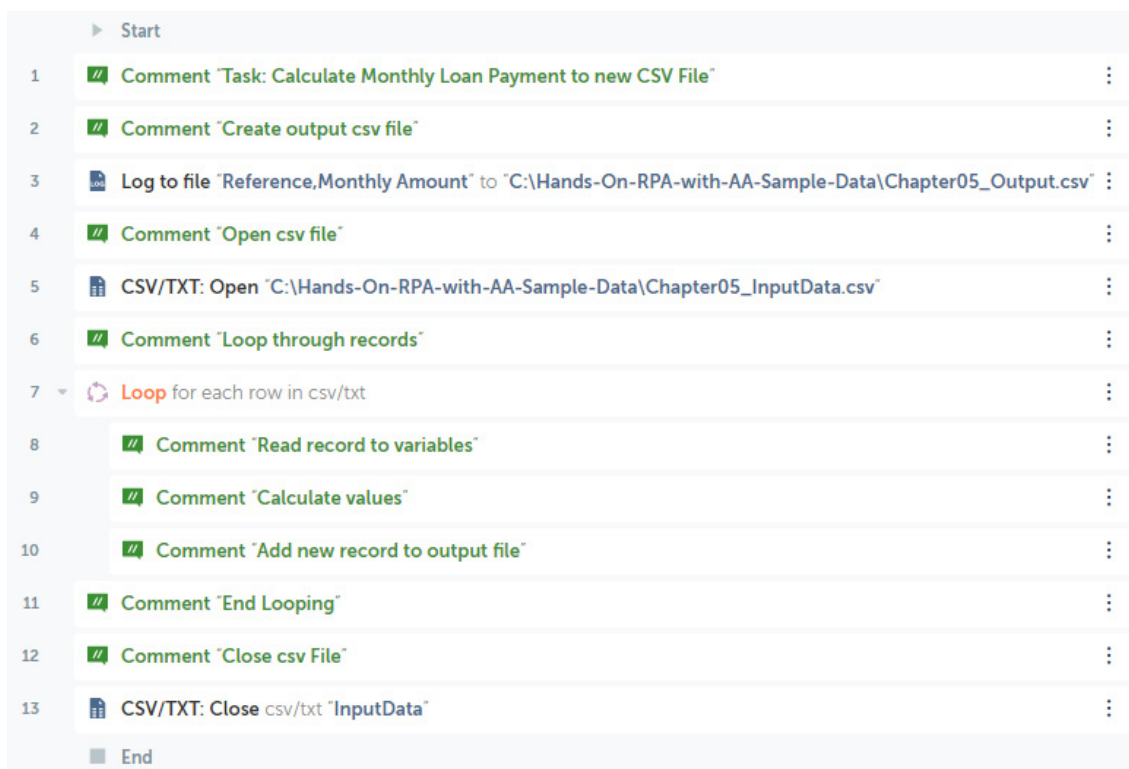 Start
1 Comment "Task: Calculate Monthly Loan Payment to new CSV File"
2 Comment "Create output csv file"
3 LOG Log to file "Reference,Monthly Amount" to "C:\Hands-On-RPA-with-AA-Sample-Data\Chapter05_Output.csv"
4 Comment "Open csv file"
5 CSV/TXT: Open "C:\Hands-On-RPA-with-AA-Sample-Data\Chapter05_InputData.csv"
6 Comment "Loop through records"
7 Loop for each row in csv/txt
8 Comment "Read record to variables"
9 Comment "Calculate values"
10 Comment "Add new record to output file"
11 Comment "End Looping"
12 Comment "Close csv File"
13 CSV/TXT: Close csv/txt "InputData"
End